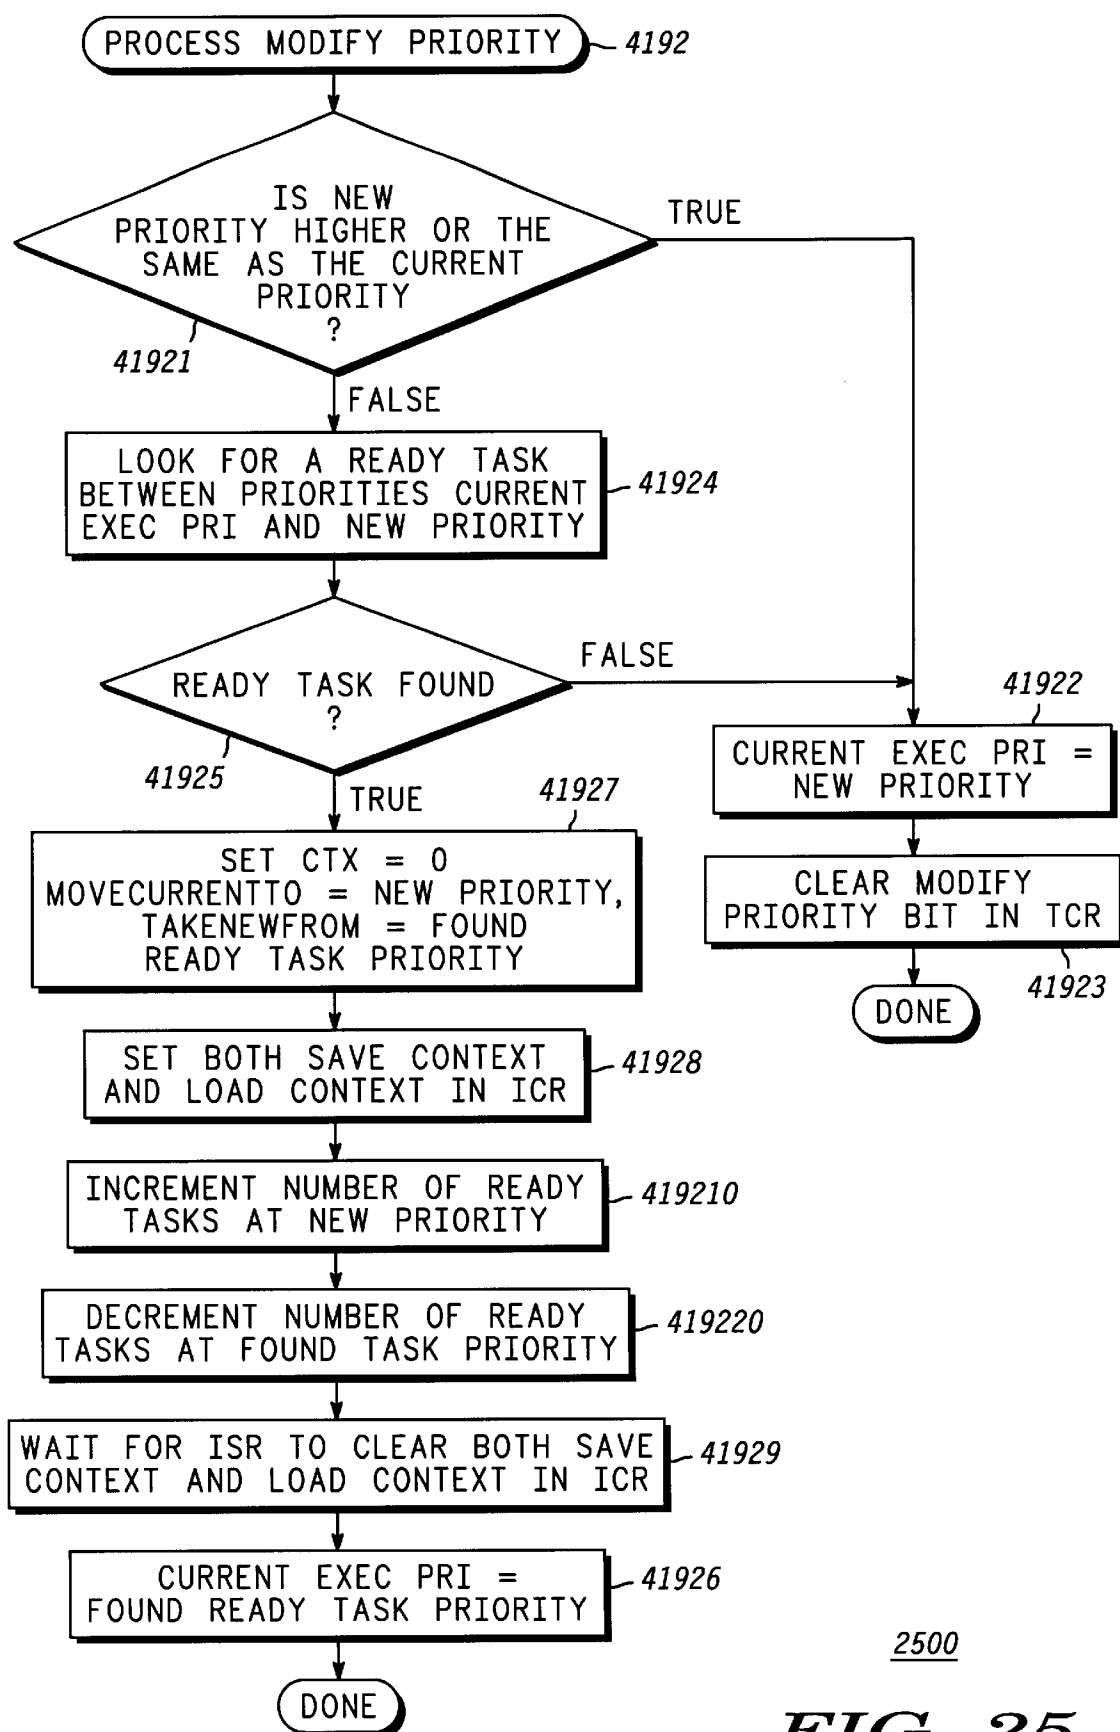 PROCESS MODIFY PRIORITY
4192
IS NEW
PRIORITY HIGHER OR THE
SAME AS THE CURRENT
PRIORITY
?
TRUE
41921
FALSE
LOOK FOR A READY TASK
BETWEEN PRIORITIES CURRENT
EXEC PRI AND NEW PRIORITY
41924
READY TASK FOUND
?
FALSE
41925
TRUE
41922
CURRENT EXEC PRI =
NEW PRIORITY
CLEAR MODIFY
PRIORITY BIT IN TCR
41923
DONE
41927
SET CTX = 0
MOVECURRENTTO = NEW PRIORITY,
TAKENEWFROM = FOUND
READY TASK PRIORITY
SET BOTH SAVE CONTEXT
AND LOAD CONTEXT IN ICR
41928
INCREMENT NUMBER OF READY
TASKS AT NEW PRIORITY
419210
DECREMENT NUMBER OF READY
TASKS AT FOUND TASK PRIORITY
419220
WAIT FOR ISR TO CLEAR BOTH SAVE
CONTEXT AND LOAD CONTEXT IN ICR
41929
CURRENT EXEC PRI =
FOUND READY TASK PRIORITY
41926
DONE
2500
FIG. 25